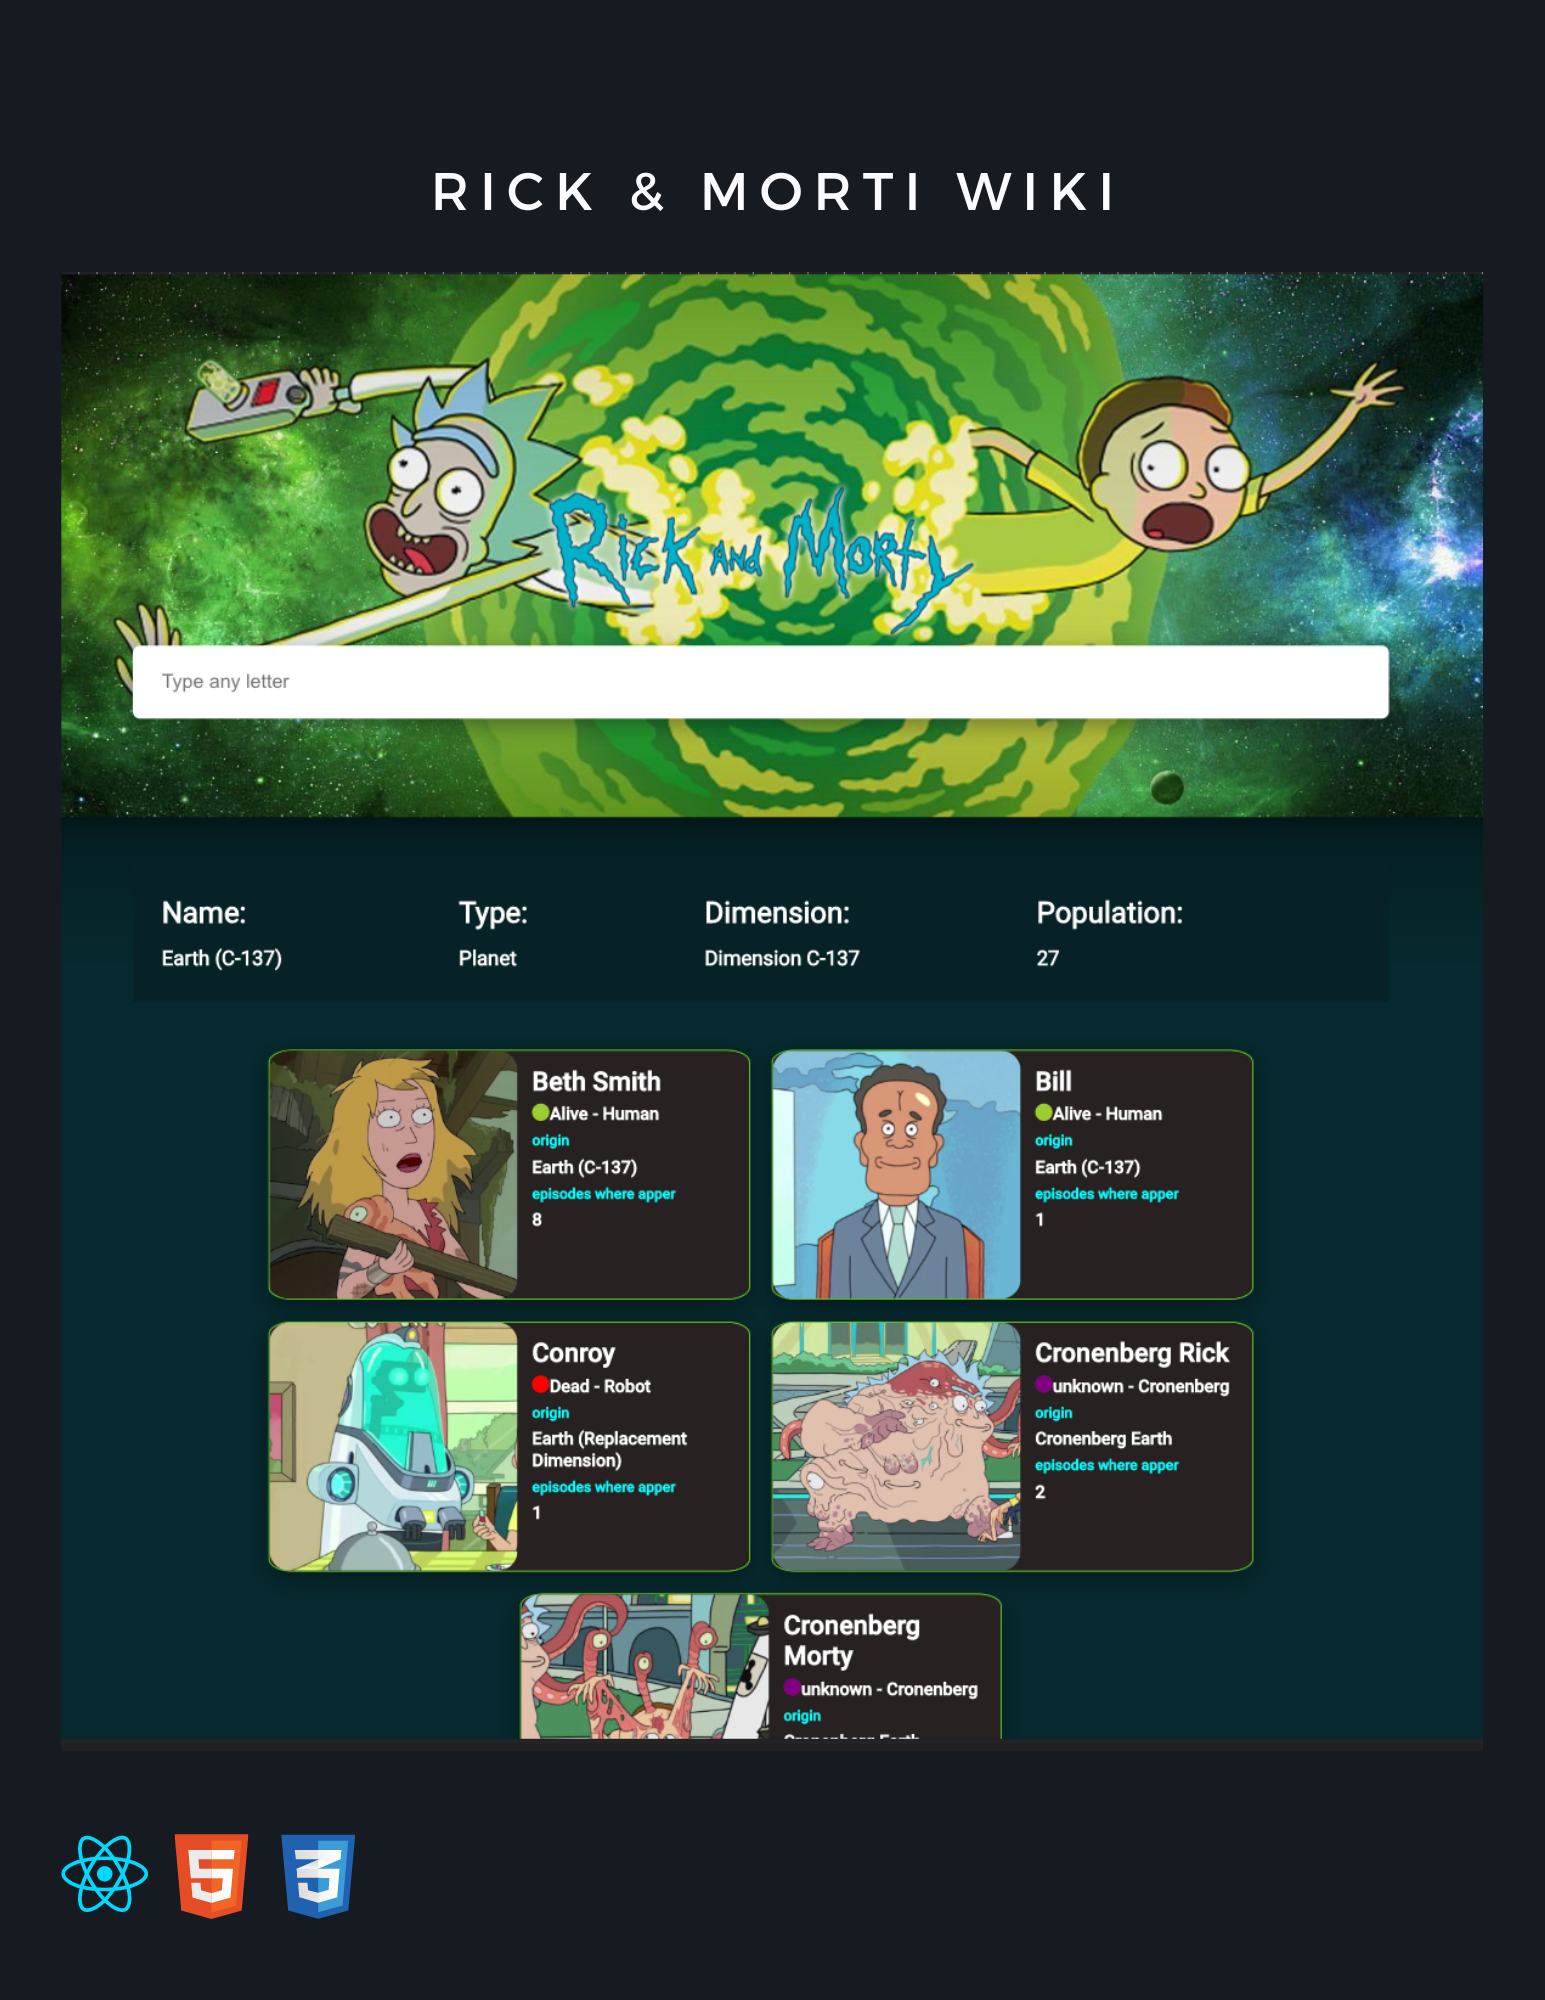 RICK & MORTI WIKI
Rick and Morty
Type any letter
Name: Type: Dimension: Population:
Earth (C-137) Planet Dimension C-137 27
Beth Smith
Alive - Human
origin
Earth (C-137)
episodes where apper
8
Bill
Alive - Human
origin
Earth (C-137)
episodes where apper
1
Conroy
Dead - Robot
origin
Earth (Replacement
Dimension)
episodes where apper
1
Cronenberg Rick
unknown - Cronenberg
origin
Cronenberg Earth
episodes where apper
2
Cronenberg
Morty
unknown - Cronenberg
origin
Cronenberg Earth
5
3